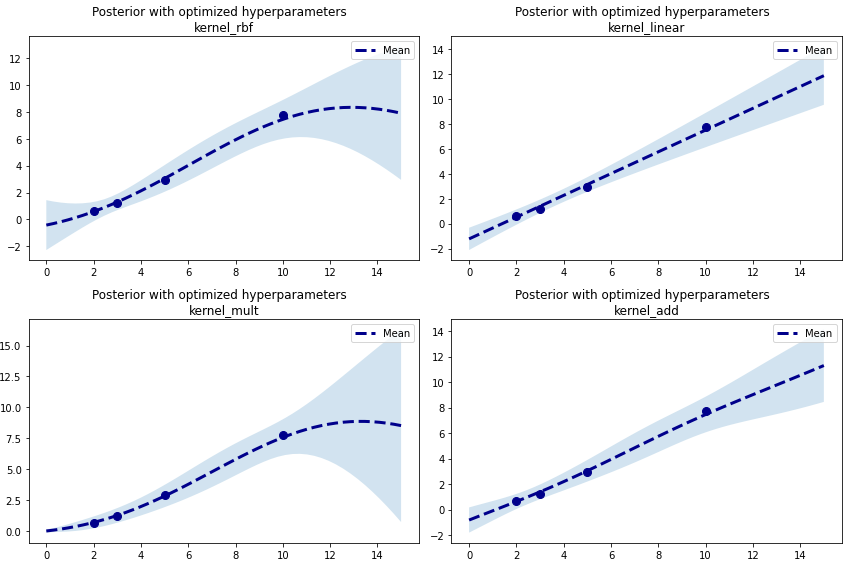 Posterior with optimized hyperparameters
kernel_rbf
Mean
12
10
8
6
4
2
0
−2
0 2 4 6 8 10 12 14
Posterior with optimized hyperparameters
kernel_linear
Mean
14
12
10
8
6
4
2
0
−2
0 2 4 6 8 10 12 14
Posterior with optimized hyperparameters
kernel_mult
Mean
15.0
12.5
10.0
7.5
5.0
2.5
0.0
0 2 4 6 8 10 12 14
Posterior with optimized hyperparameters
kernel_add
Mean
14
12
10
8
6
4
2
0
−2
0 2 4 6 8 10 12 14